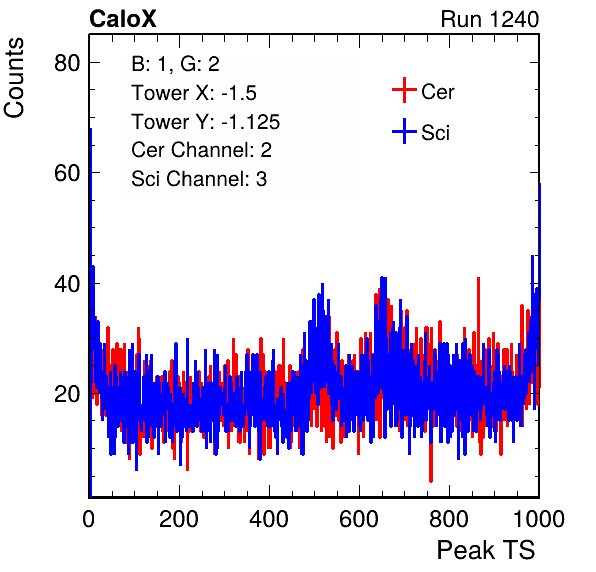 CaloX
Run 1240
Counts
B: 1, G: 2
Tower X: -1.5
Tower Y: -1.125
Cer Channel: 2
Sci Channel: 3
Cer
Sci
80
60
40
20
0
200
400
600
800
1000
Peak TS